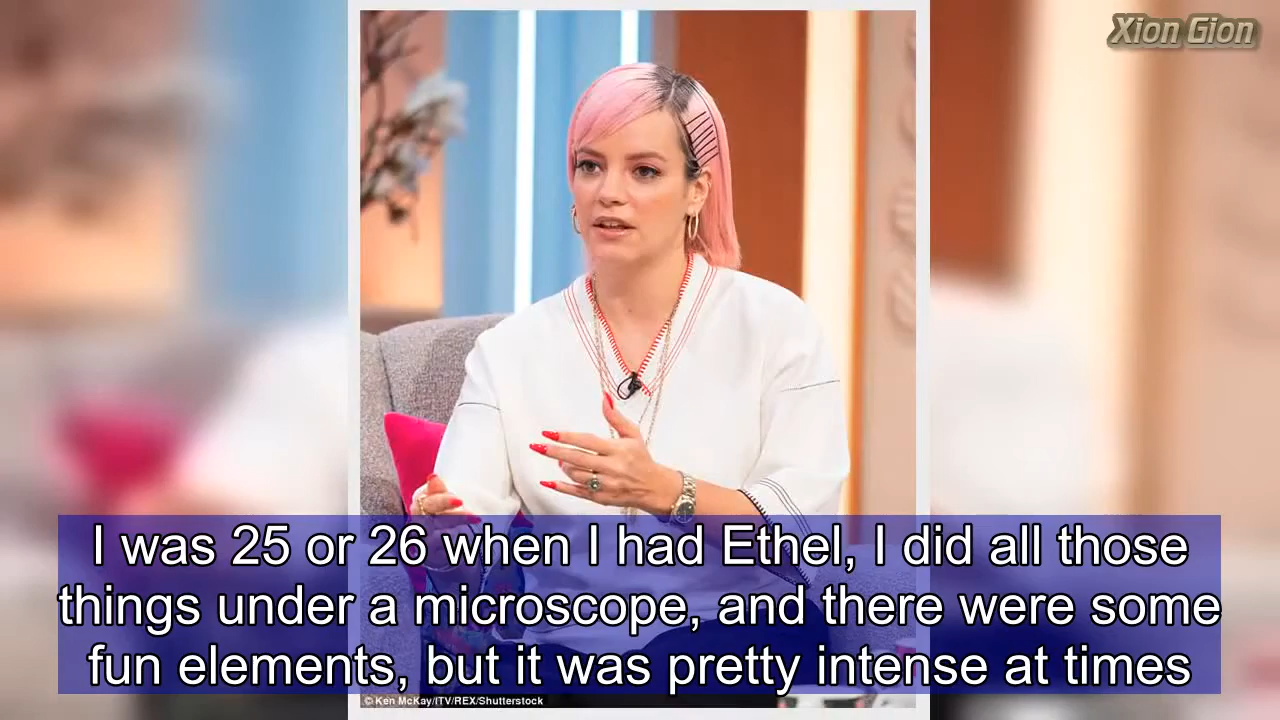 Xion Gion
I was 25 or 26 when I had Ethel, I did all those
things under a microscope, and there were some
fun elements, but it was pretty intense at times
© Ken McKay/ITV/REX/Shutterstock